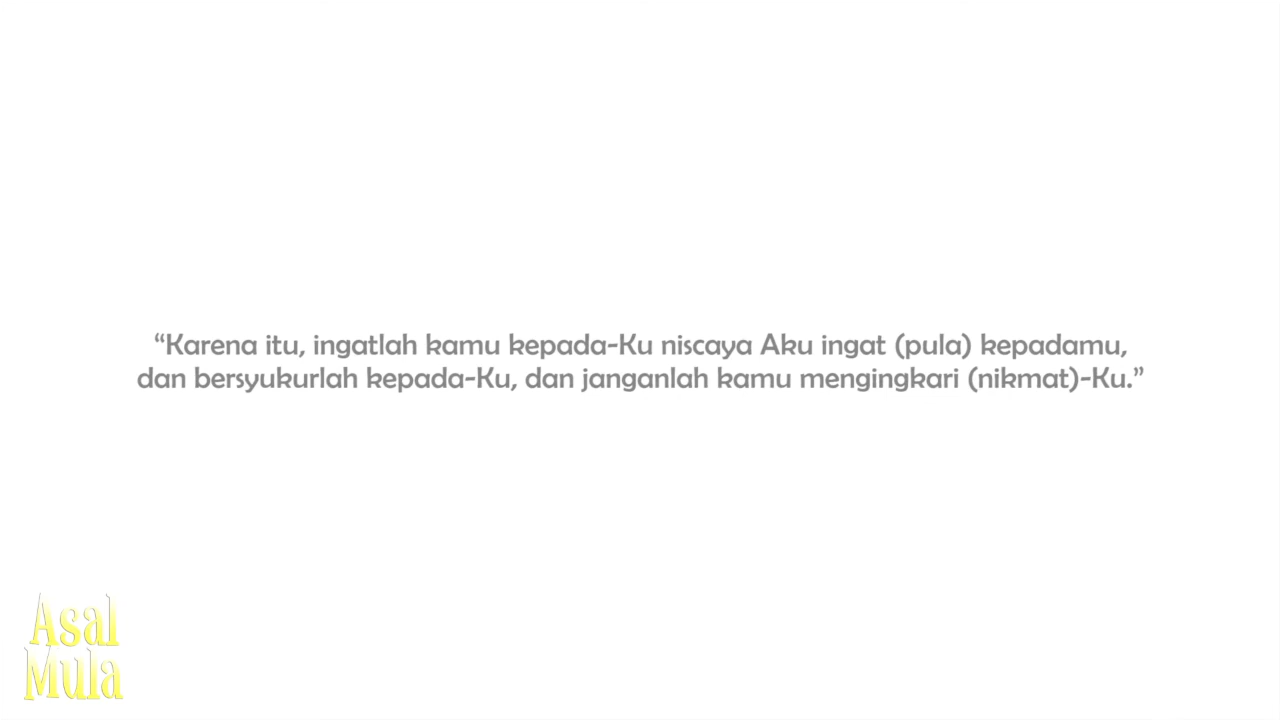 “Karena itu, ingatlah kamu kepada-Ku niscaya Aku ingat (pula) kepadamu,
dan bersyukurlah kepada-Ku, dan janganlah kamu mengingkari (nikmat)-Ku.”
Asal
Mula